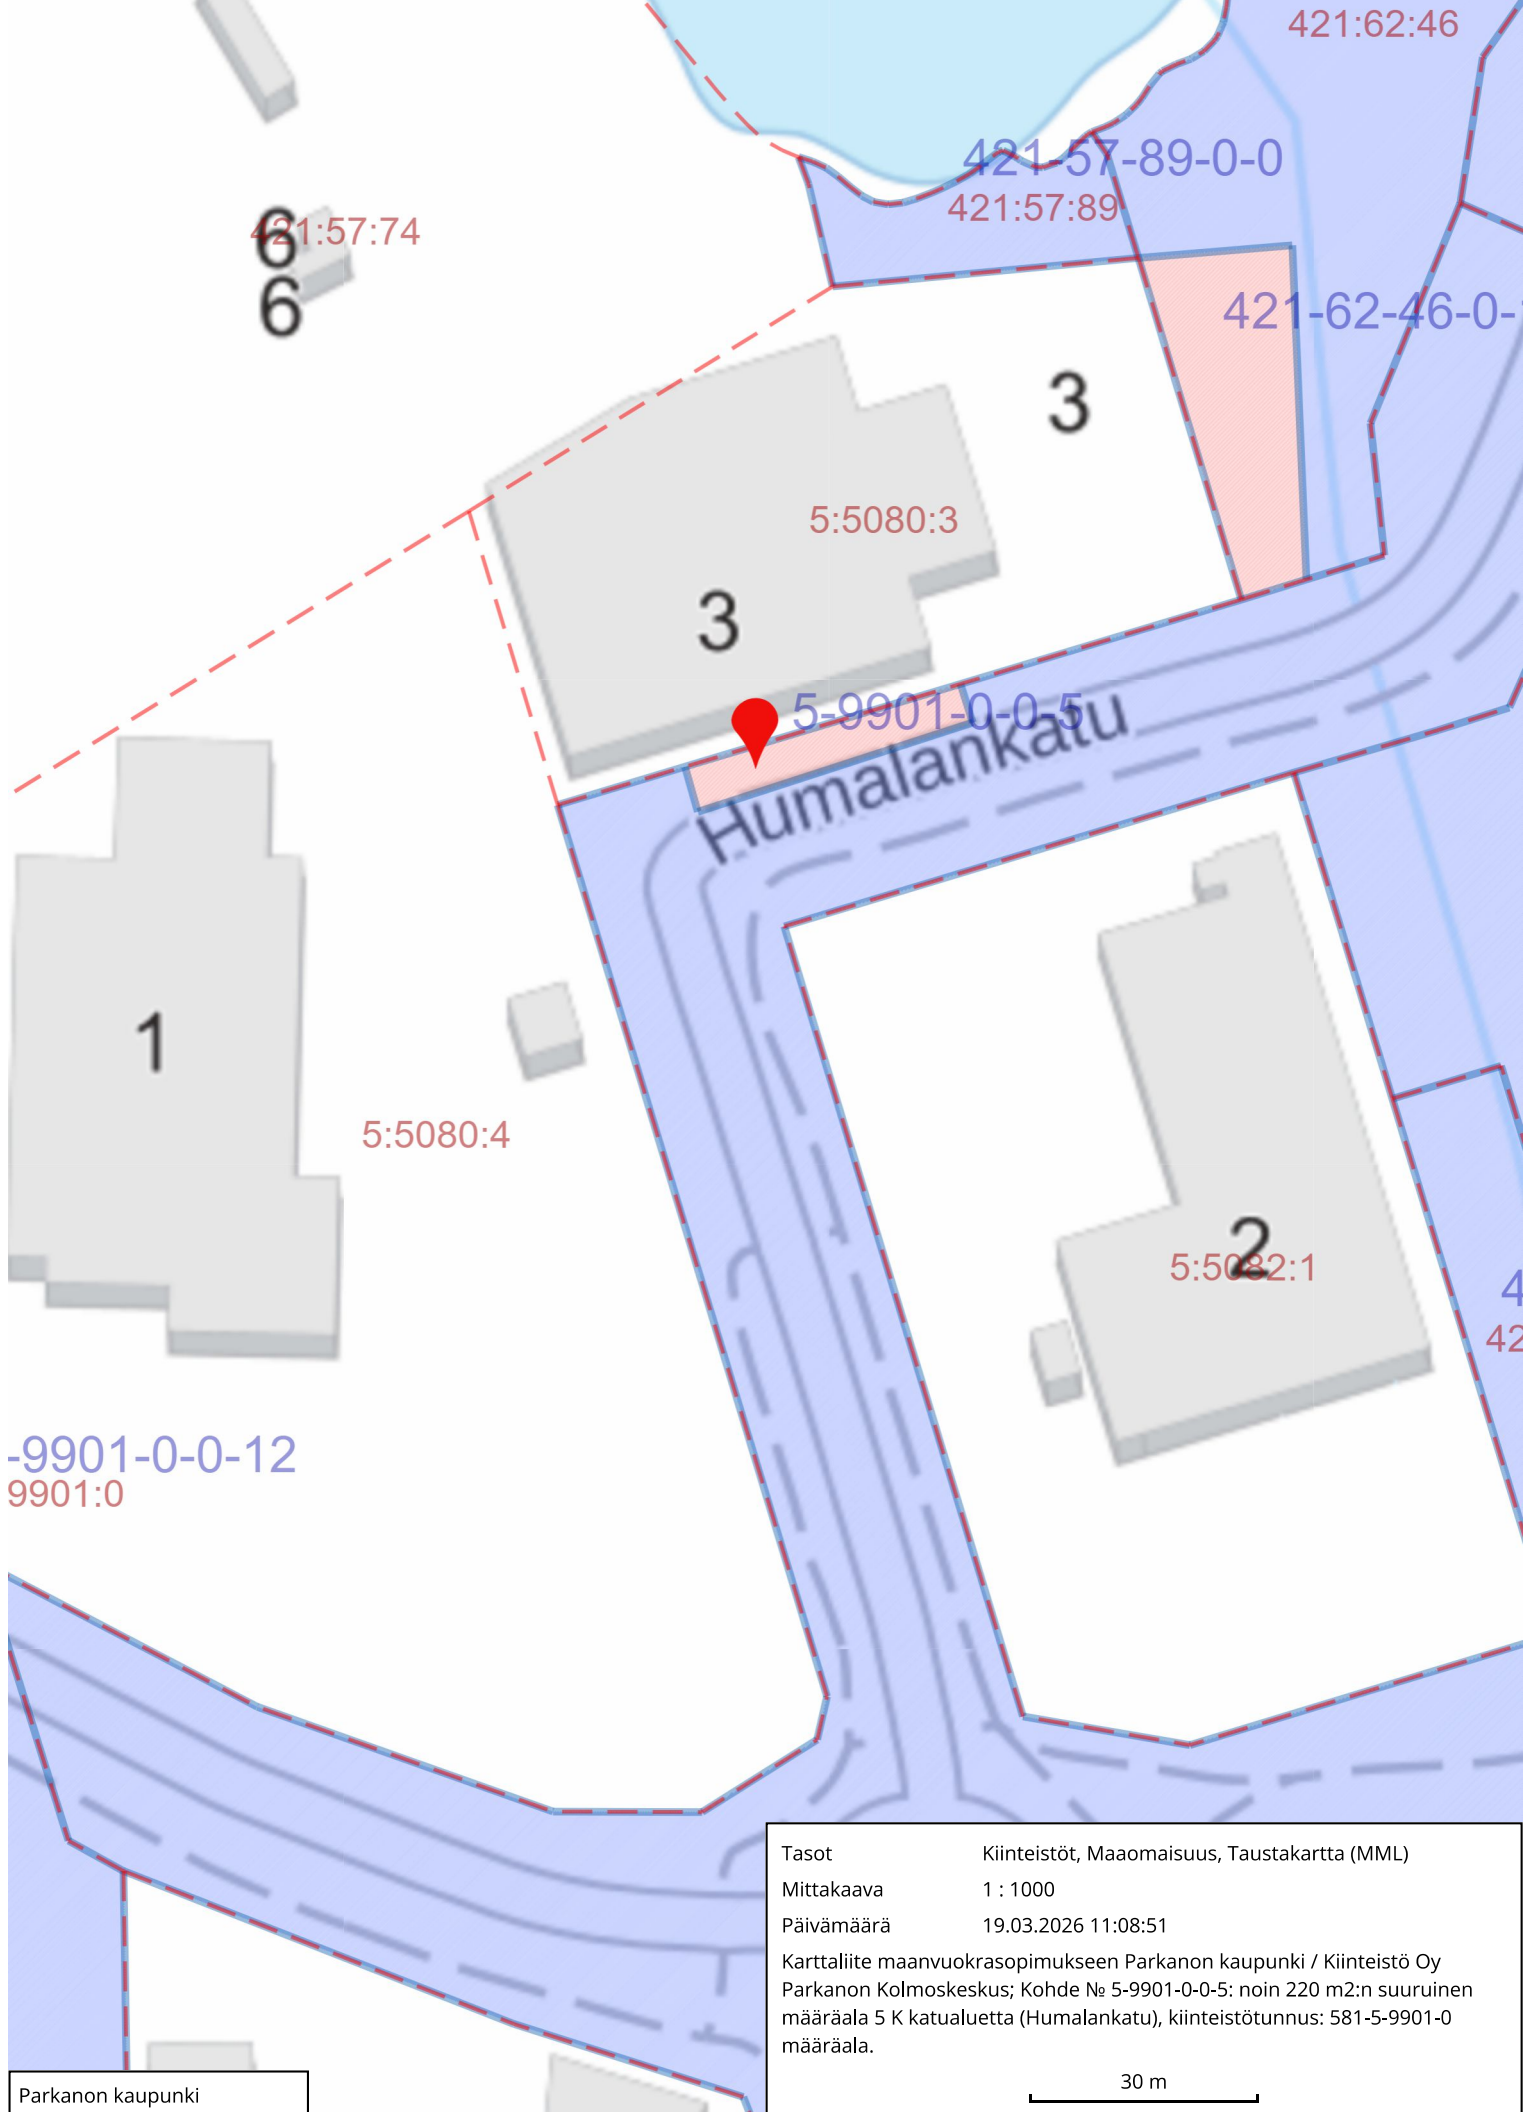 421:62:46
421-57-89-0-0
421:57:89
6
421:57:74
6
421-62-46-0-
3
5:5080:3
3
5-9901-0-0-5
Humalankatu
1
5:5080:4
2
5:5082:1
4
42
-9901-0-0-12
9901:0
Tasot Kiinteistöt, Maaomaisuus, Taustakartta (MML)
Mittakaava 1 : 1000
Päivämäärä 19.03.2026 11:08:51
Karttaliite maanvuokrasopimukseen Parkanon kaupunki / Kiinteistö Oy
Parkanon Kolmoskeskus; Kohde № 5-9901-0-0-5: noin 220 m2:n suuruinen
määräala 5 K katualuetta (Humalankatu), kiinteistötunnus: 581-5-9901-0
määräala.
30 m
Parkanon kaupunki